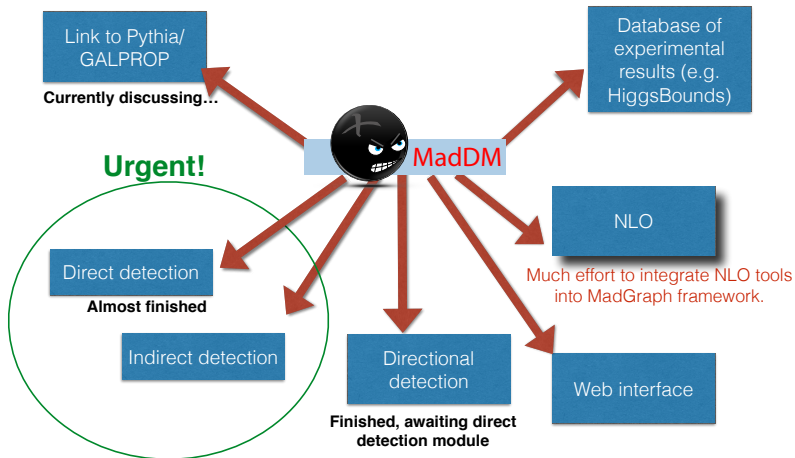 Link to Pythia/
GALPROP
Currently discussing…
Database of
experimental
results (e.g.
HiggsBounds)
MadDM
Urgent!
Direct detection
Almost finished
Indirect detection
Directional
detection
Finished, awaiting direct
detection module
NLO
Much effort to integrate NLO tools
into MadGraph framework.
Web interface